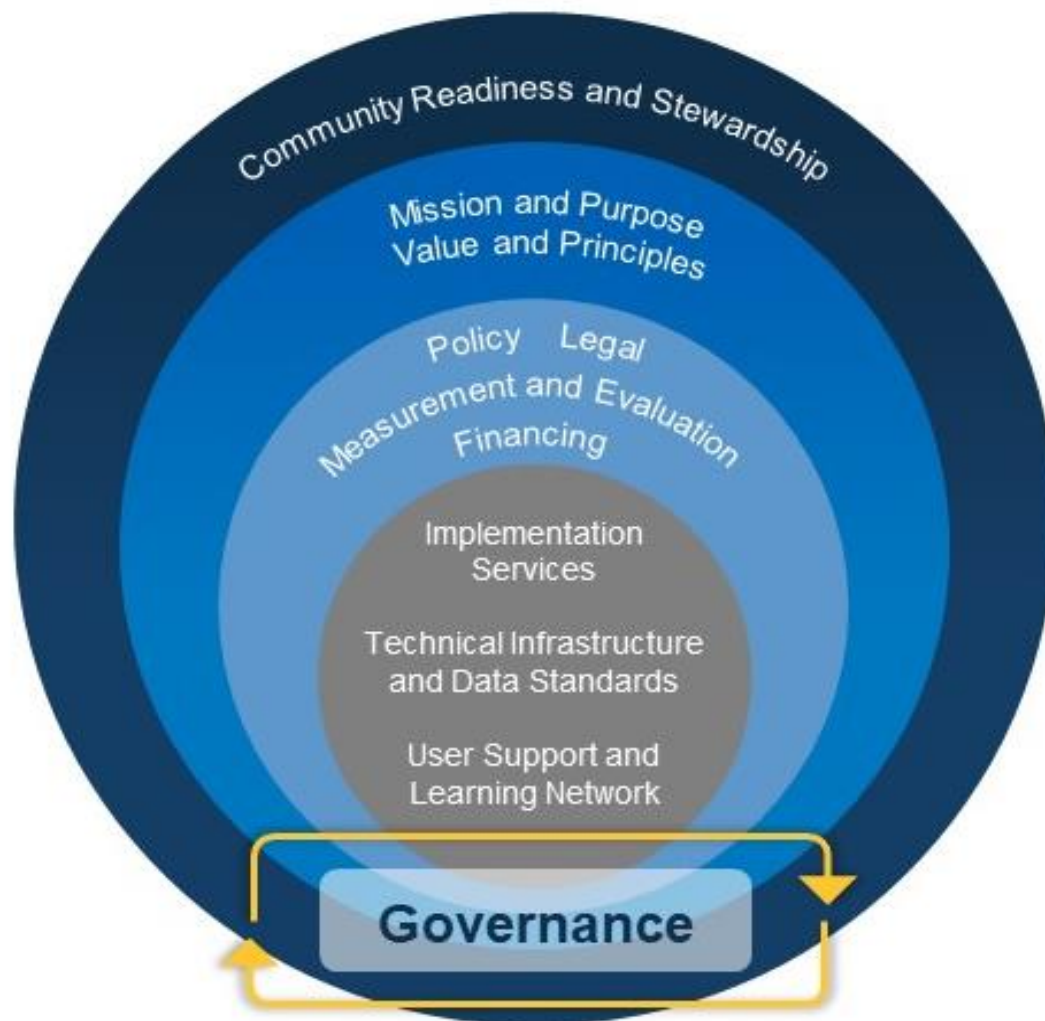 Community Readiness and Stewardship
Mission and Purpose
Value and Principles
Policy Legal
Measurement and Evaluation
Financing
Implementation
Services
Technical Infrastructure
and Data Standards
User Support and
Learning Network
Governance